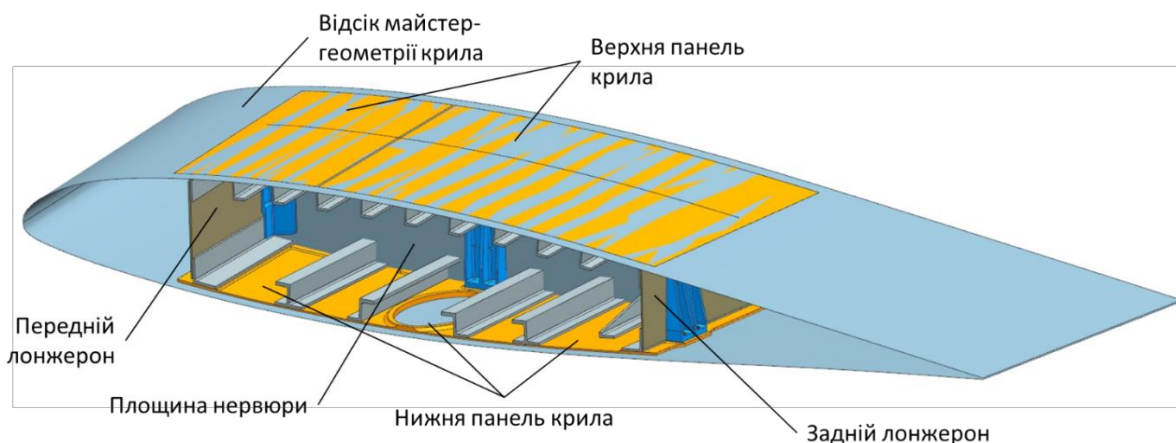 Відсік майстер-
геометрії крила
Верхня панель
крила
Передній
лонжерон
Площина нервюри
Нижня панель крила
Задній лонжерон